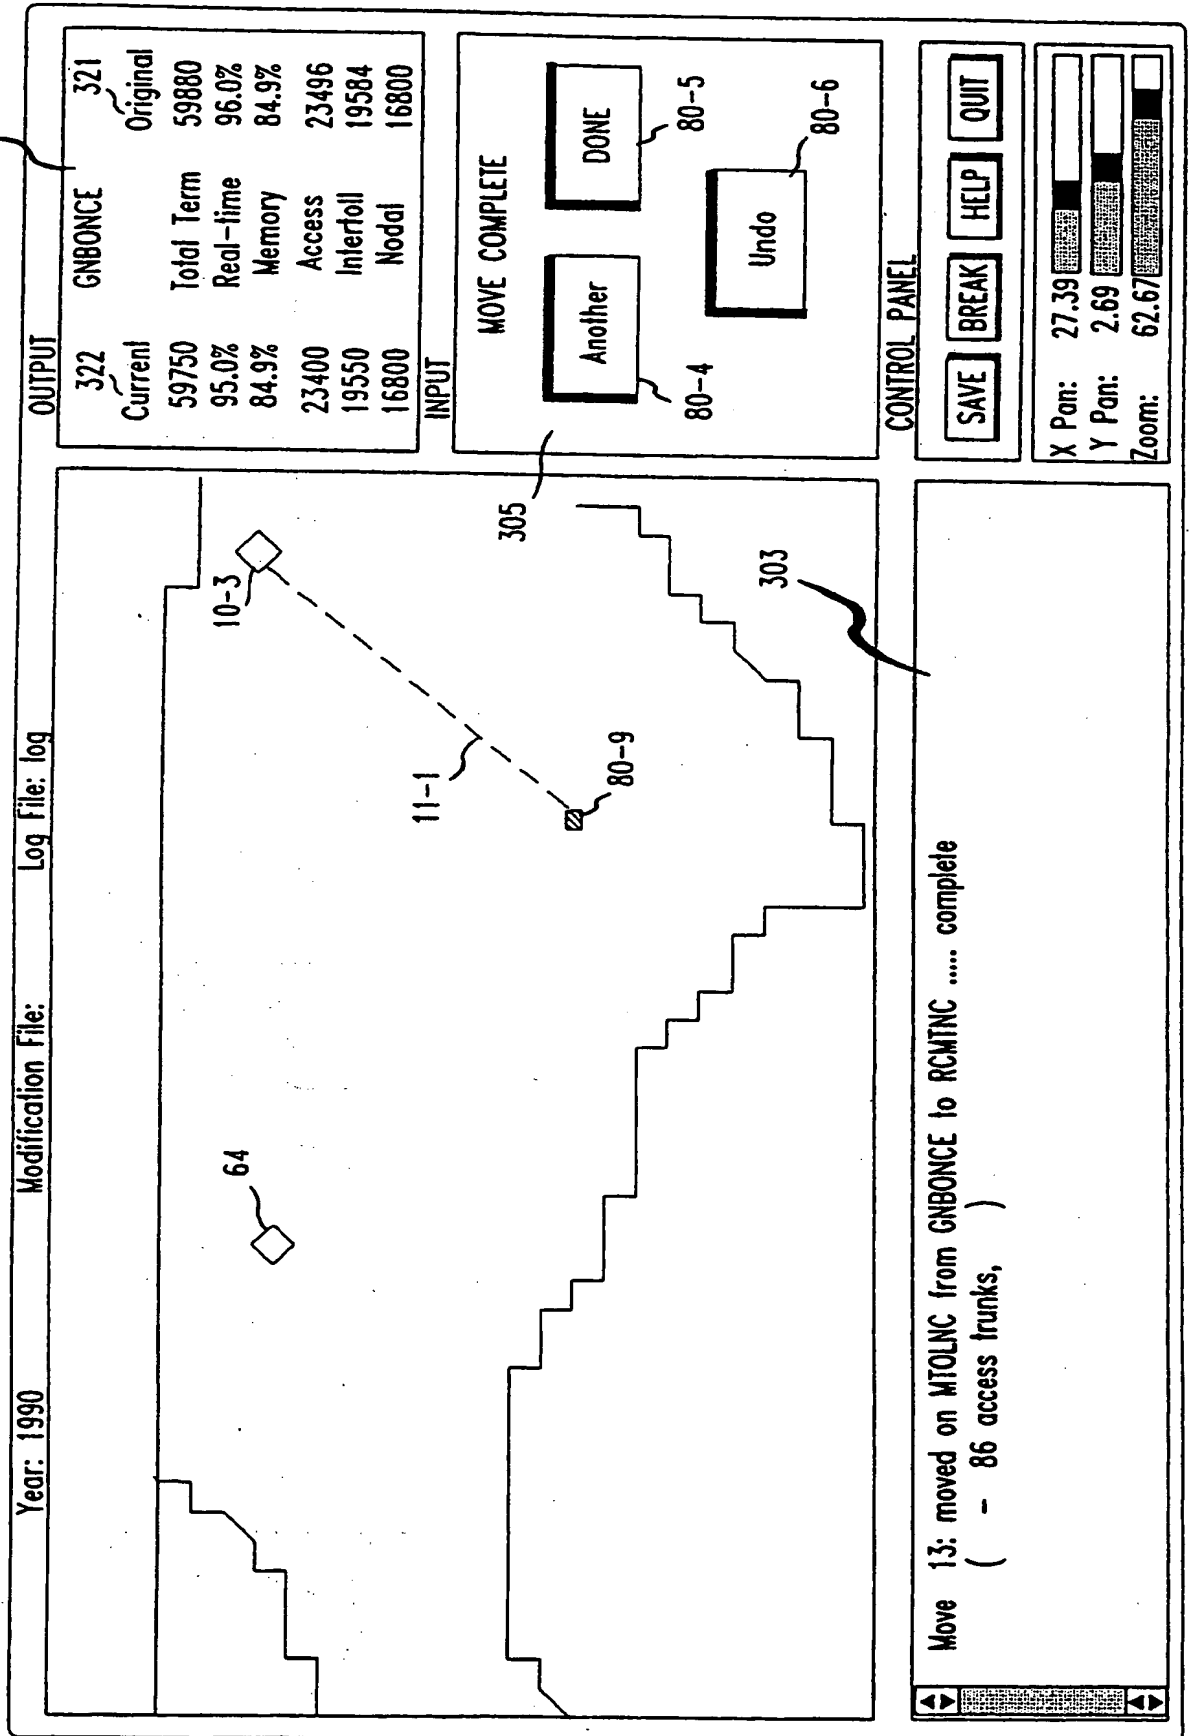 Year: 1990 Modification File: Log File: log
OUTPUT
322 GNBONCE 321
Current Original
59750 Total Term 59880
95.0% Real-time 96.0%
84.9% Memory 84.9%
23400 Access 23496
19550 Intertoll 19584
16800 Nodal 16800
INPUT
MOVE COMPLETE
Another DONE
80-4 80-5
Undo
80-6
305
CONTROL PANEL
SAVE BREAK HELP QUIT
X Pan: 27.39
Y Pan: 2.69
Zoom: 62.67
64
10-3
11-1
80-9
303
Move 13: moved on MTOLNC from GNBONCE to RCMTNC ..... complete
( - 86 access trunks, )